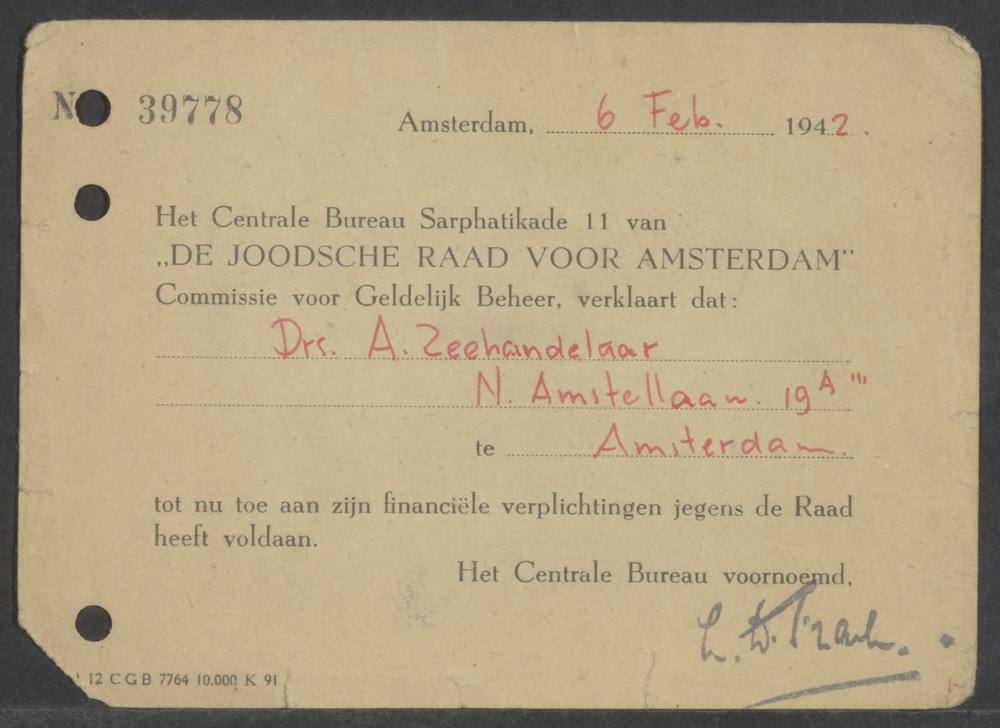 N 39778
Amsterdam, 6 Feb. 1942.
Het Centrale Bureau Sarphatikade 11 van
„DE JOODSCHE RAAD VOOR AMSTERDAM”
Commissie voor Geldelijk Beheer, verklaart dat:
Drs. A. Zeehandelaar
N. Amstellaan. 19 A '''
te Amsterdam.
tot nu toe aan zijn financiële verplichtingen jegens de Raad
heeft voldaan.
Het Centrale Bureau voornoemd,
12 C G B 7764 10.000 K 91